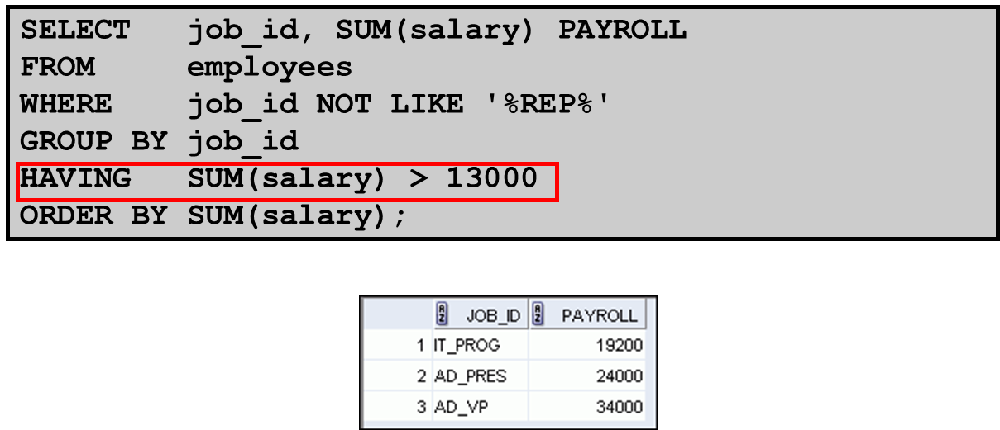 SELECT job_id, SUM(salary) PAYROLL
FROM employees
WHERE job_id NOT LIKE '%REP%'
GROUP BY job_id
HAVING SUM(salary) > 13000
ORDER BY SUM(salary);
JOB_ID PAYROLL
1 IT_PROG 19200
2 AD_PRES 24000
3 AD_VP 34000